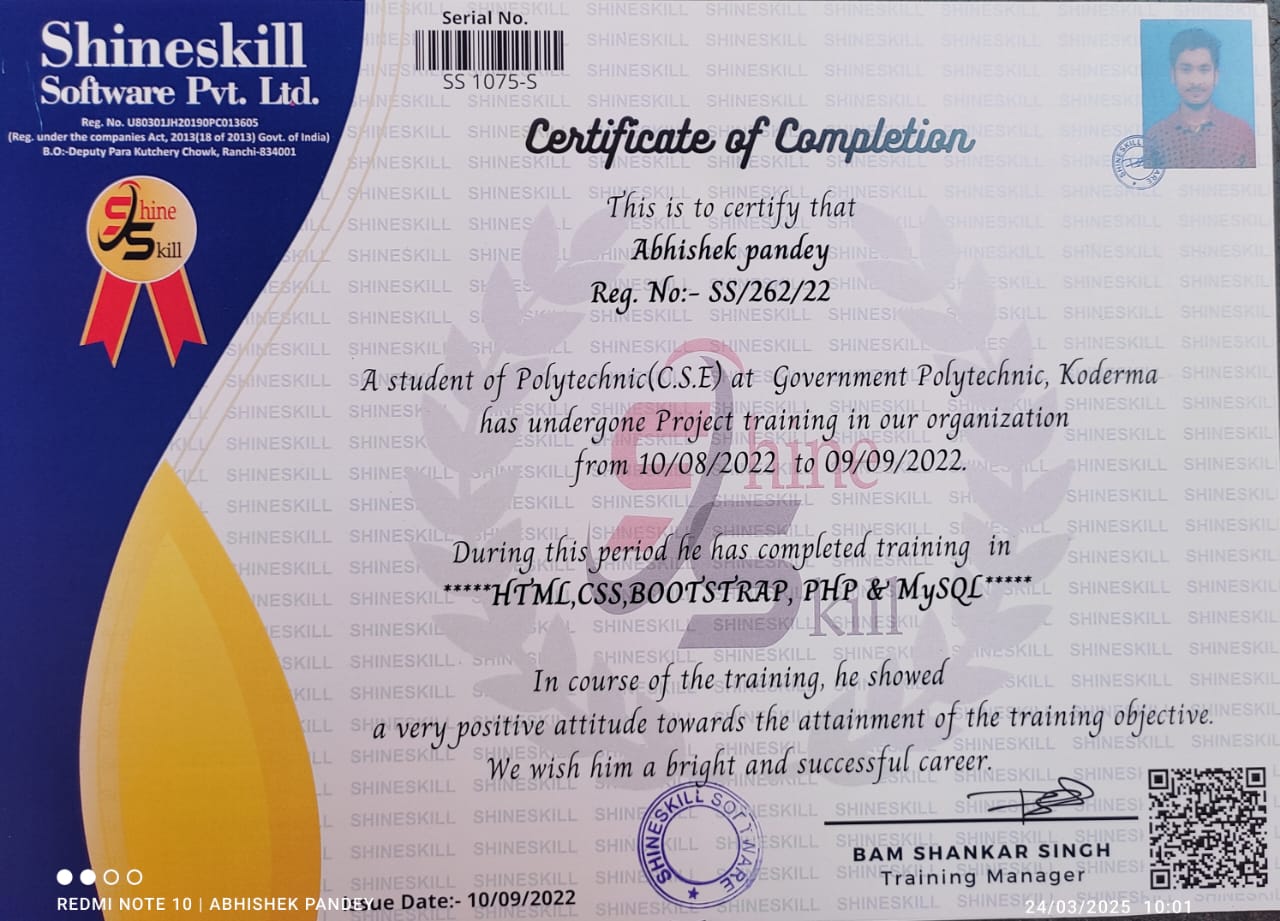 Shineskill
Software Pvt. Ltd.
Reg. No. U80301JH20190PC013605
(Reg. under the companies Act, 2013(18 of 2013) Govt. of India)
B.O:-Deputy Para Kutchery Chowk, Ranchi-834001
Shine
Skill
Serial No.
SS 1075-S
Certificate of Completion
This is to certify that
Abhishek pandey
Reg. No:- SS/262/22
A student of Polytechnic(C.S.E) at Government Polytechnic, Koderma
has undergone Project training in our organization
from 10/08/2022 to 09/09/2022.
During this period he has completed training in
*****HTML,CSS,BOOTSTRAP, PHP & MySQL*****
In course of the training, he showed
a very positive attitude towards the attainment of the training objective.
We wish him a bright and successful career.
SHINESKILL SOTTWARE
BAM SHANKAR SINGH
Training Manager
Issue Date:- 10/09/2022
REDMI NOTE 10 | ABHISHEK PANDEY
24/03/2025 10:01